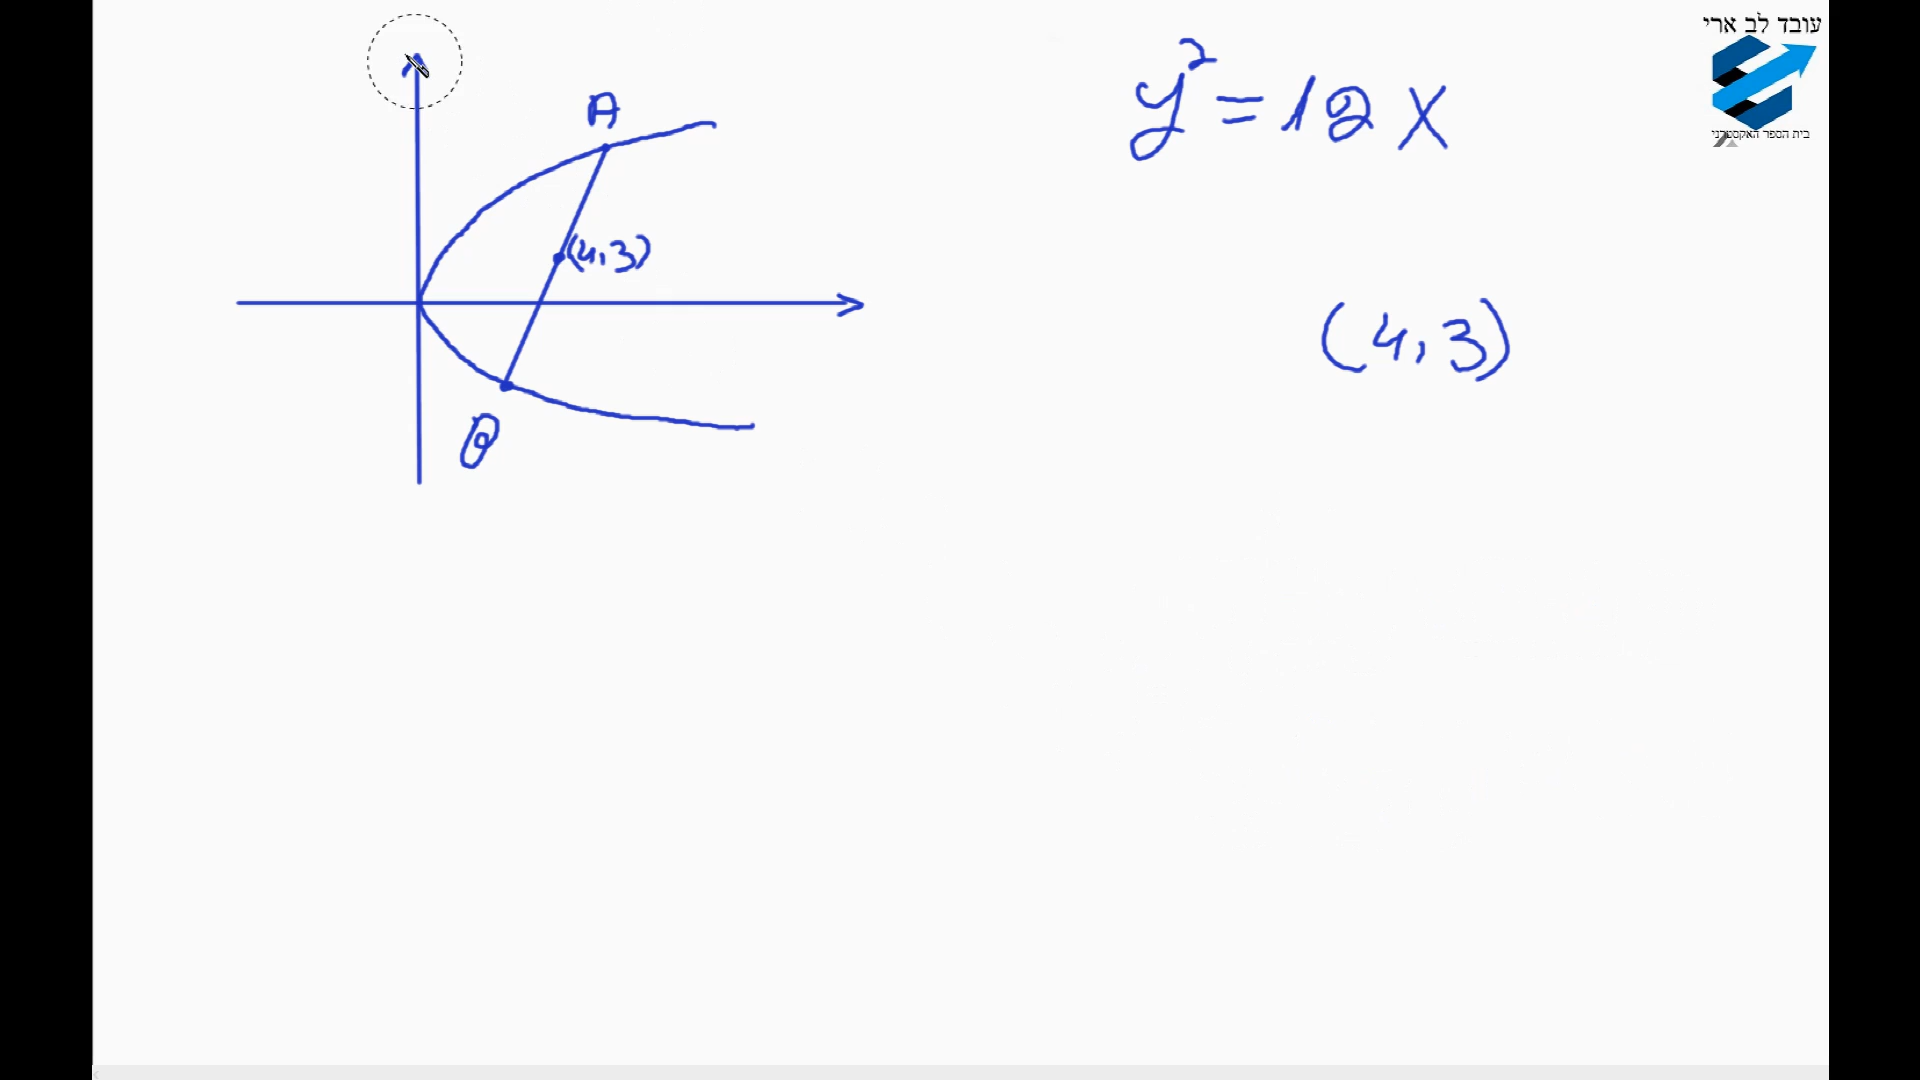 עובד לב ארי
בית הספר האקסטרני
y² = 12x
A
(4,3)
(4,3)
B